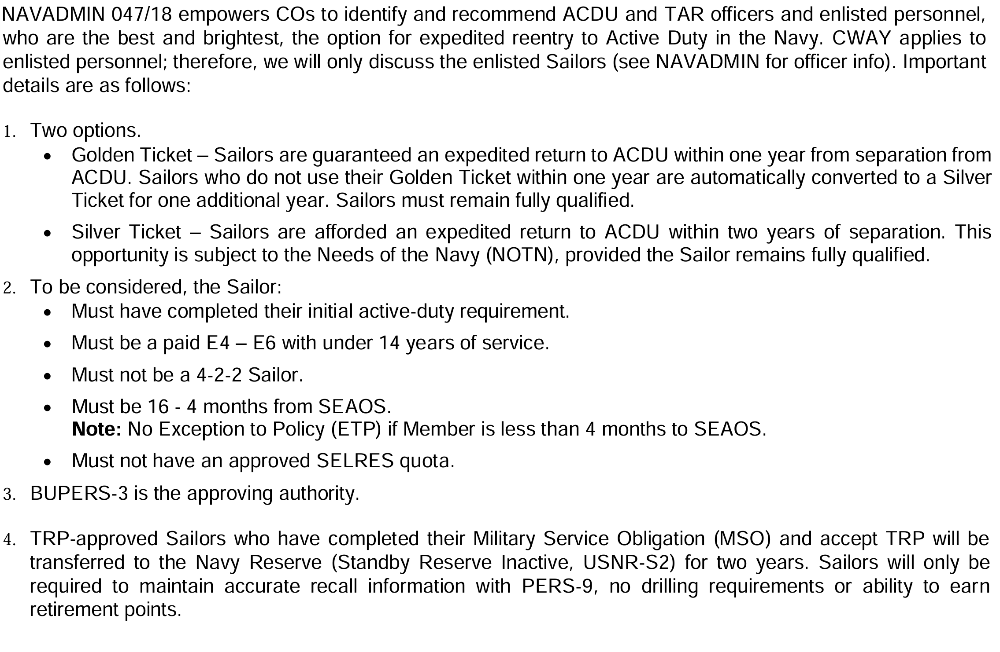 NAVADMIN 047/18 empowers COs to identify and recommend ACDU and TAR officers and enlisted personnel,
who are the best and brightest, the option for expedited reentry to Active Duty in the Navy. CWAY applies to
enlisted personnel; therefore, we will only discuss the enlisted Sailors (see NAVADMIN for officer info). Important
details are as follows:
1. Two options.
• Golden Ticket – Sailors are guaranteed an expedited return to ACDU within one year from separation from
ACDU. Sailors who do not use their Golden Ticket within one year are automatically converted to a Silver
Ticket for one additional year. Sailors must remain fully qualified.
• Silver Ticket – Sailors are afforded an expedited return to ACDU within two years of separation. This
opportunity is subject to the Needs of the Navy (NOTN), provided the Sailor remains fully qualified.
2. To be considered, the Sailor:
• Must have completed their initial active-duty requirement.
• Must be a paid E4 – E6 with under 14 years of service.
• Must not be a 4-2-2 Sailor.
• Must be 16 - 4 months from SEAOS.
Note: No Exception to Policy (ETP) if Member is less than 4 months to SEAOS.
• Must not have an approved SELRES quota.
3. BUPERS-3 is the approving authority.
4. TRP-approved Sailors who have completed their Military Service Obligation (MSO) and accept TRP will be
transferred to the Navy Reserve (Standby Reserve Inactive, USNR-S2) for two years. Sailors will only be
required to maintain accurate recall information with PERS-9, no drilling requirements or ability to earn
retirement points.